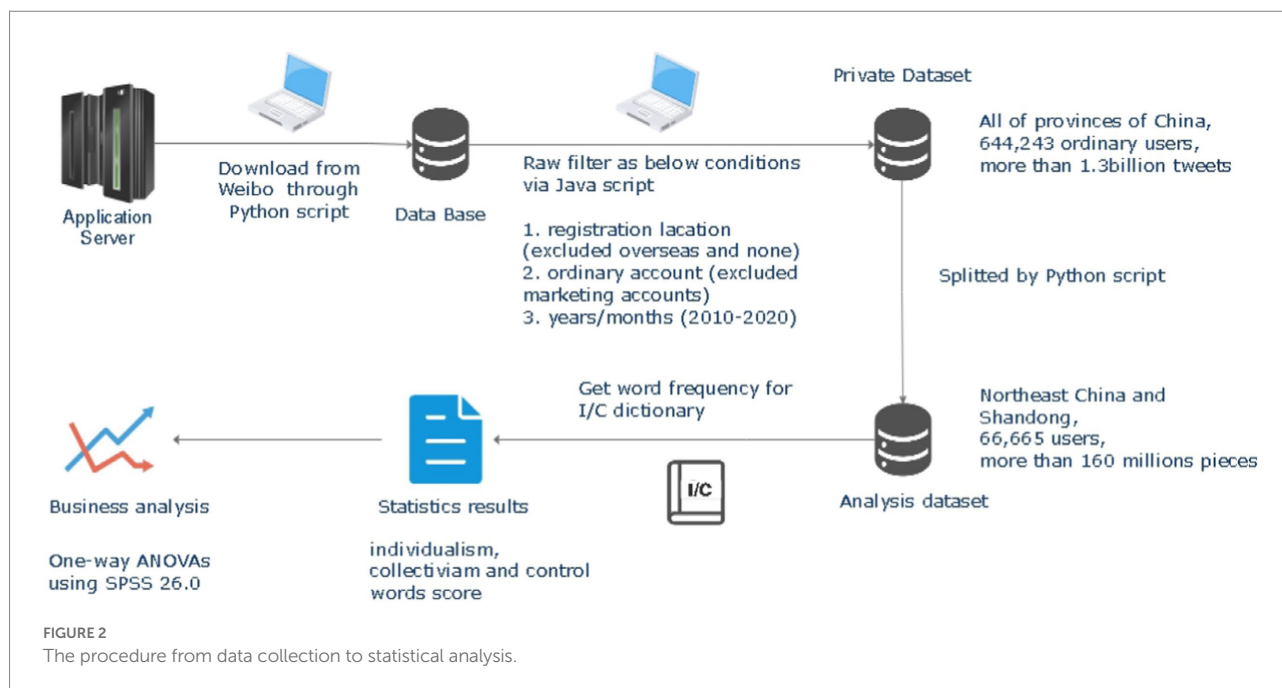 Application
Server
Download from
Weibo through
Python script
Data Base
Raw filter as below conditions
via Java script
1. registration lacation
(excluded overseas and none)
2. ordinary account (excluded
marketing accounts)
3. years/months (2010-2020)
Private Dataset
All of provinces of China,
644,243 ordinary users,
more than 1.3billion tweets
Splitted by Python script
Northeast China and
Shandong,
66,665 users,
more than 160 millions pieces
Analysis dataset
Get word frequency for
I/C dictionary
I/C
Statistics results
individualism,
collectiviam and control
words score
Business analysis
One-way ANOVAs
using SPSS 26.0
FIGURE 2
The procedure from data collection to statistical analysis.